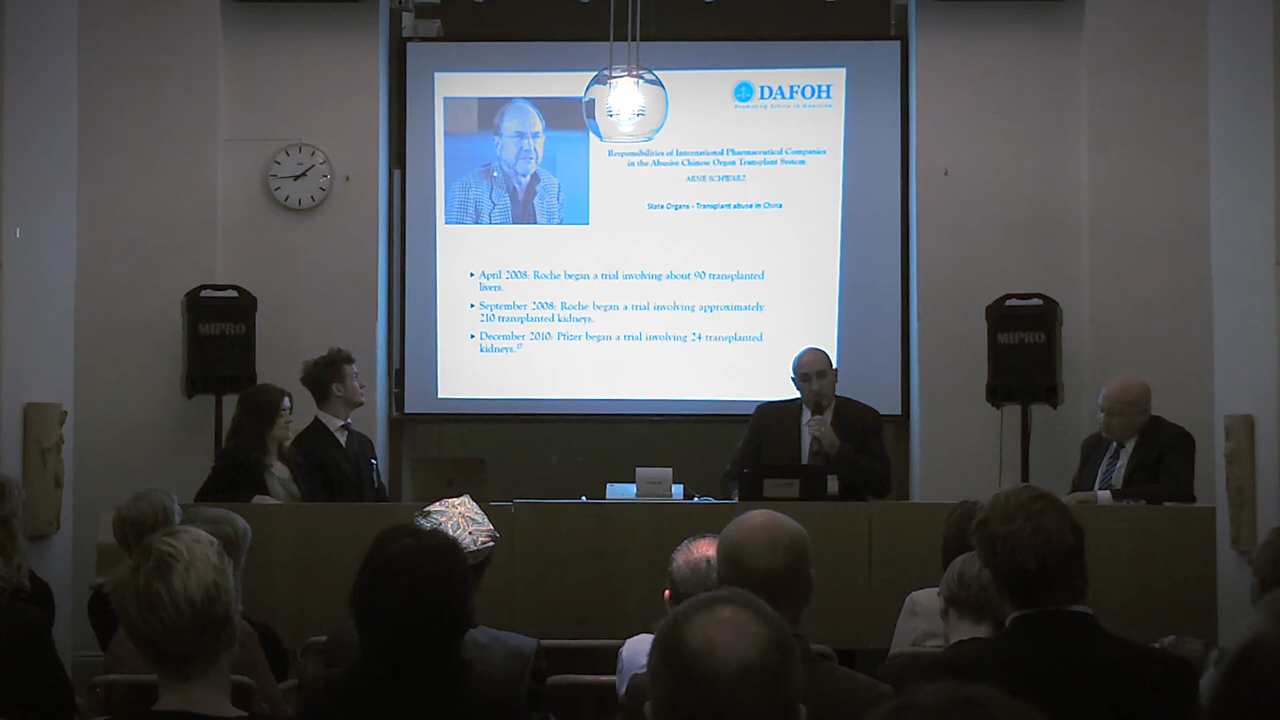 DAFOH
Promoting Ethics in Medicine
Responsibilities of International Pharmaceutical Companies
in the Abusive Chinese Organ Transplant System
ARNE SCHWARZ
State Organs - Transplant abuse in China
▸ April 2008: Roche began a trial involving about 90 transplanted
livers.
▸ September 2008: Roche began a trial involving approximately
210 transplanted kidneys.
▸ December 2010: Pfizer began a trial involving 24 transplanted
kidneys.17
MIPRO
MIPRO